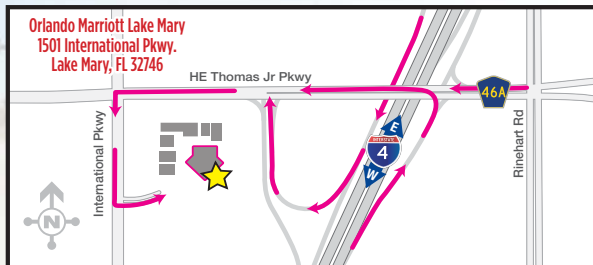 Orlando Marriott Lake Mary
1501 International Pkwy.
Lake Mary, FL 32746
HE Thomas Jr Pkwy
46A
E
INTERSTATE
4
W
International Pkwy
Rinehart Rd
N